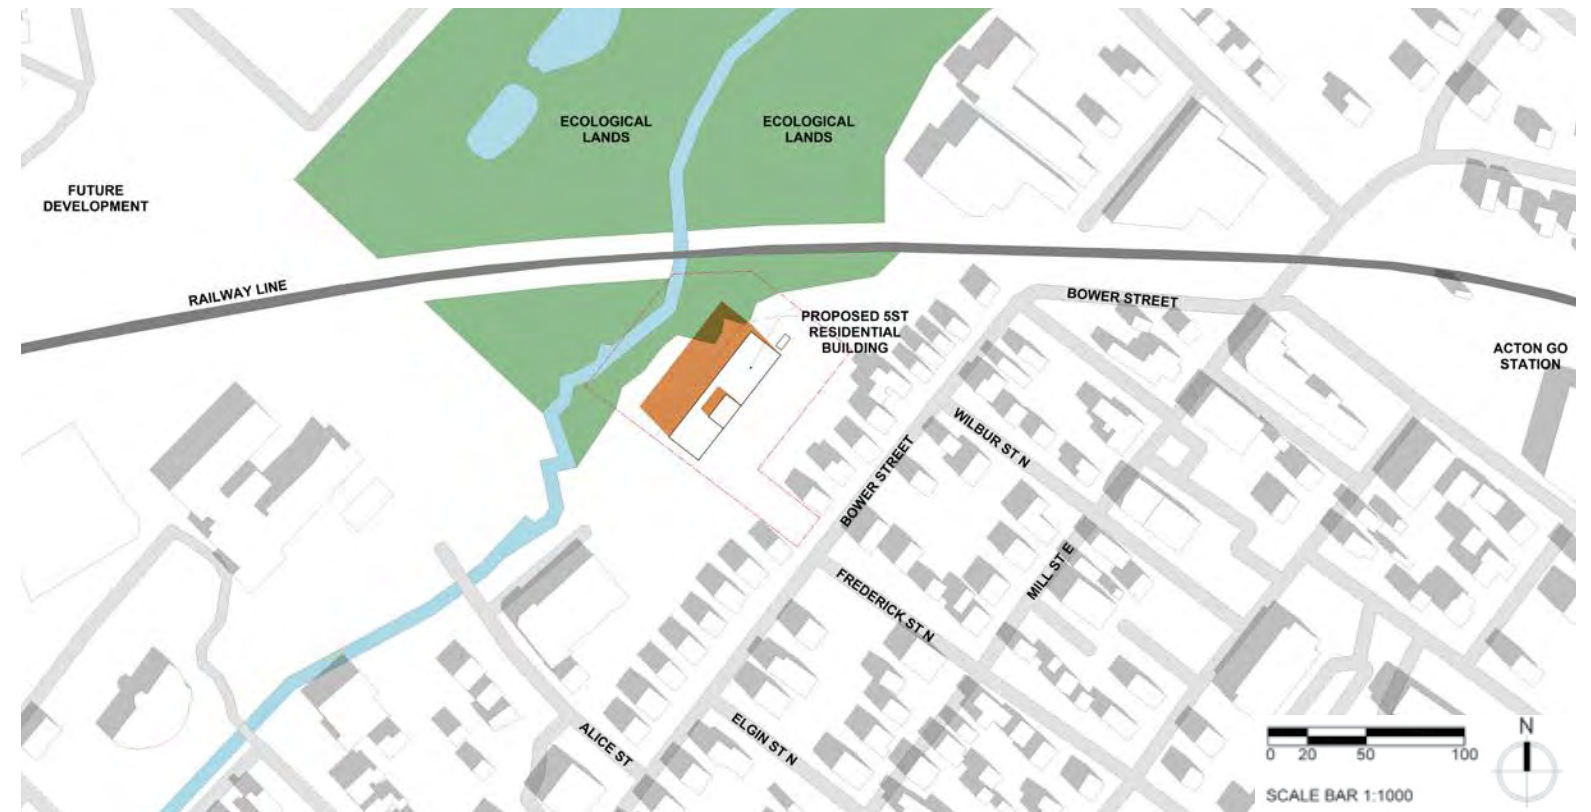 ECOLOGICAL
LANDS
ECOLOGICAL
LANDS
FUTURE
DEVELOPMENT
RAILWAY LINE
BOWER STREET
PROPOSED 5ST
RESIDENTIAL
BUILDING
ACTON GO
STATION
WILBUR ST N
BOWER STREET
MILL ST E
FREDERICK ST N
ELGIN ST N
ALICE ST
N
0 20 50 100
SCALE BAR 1:1000